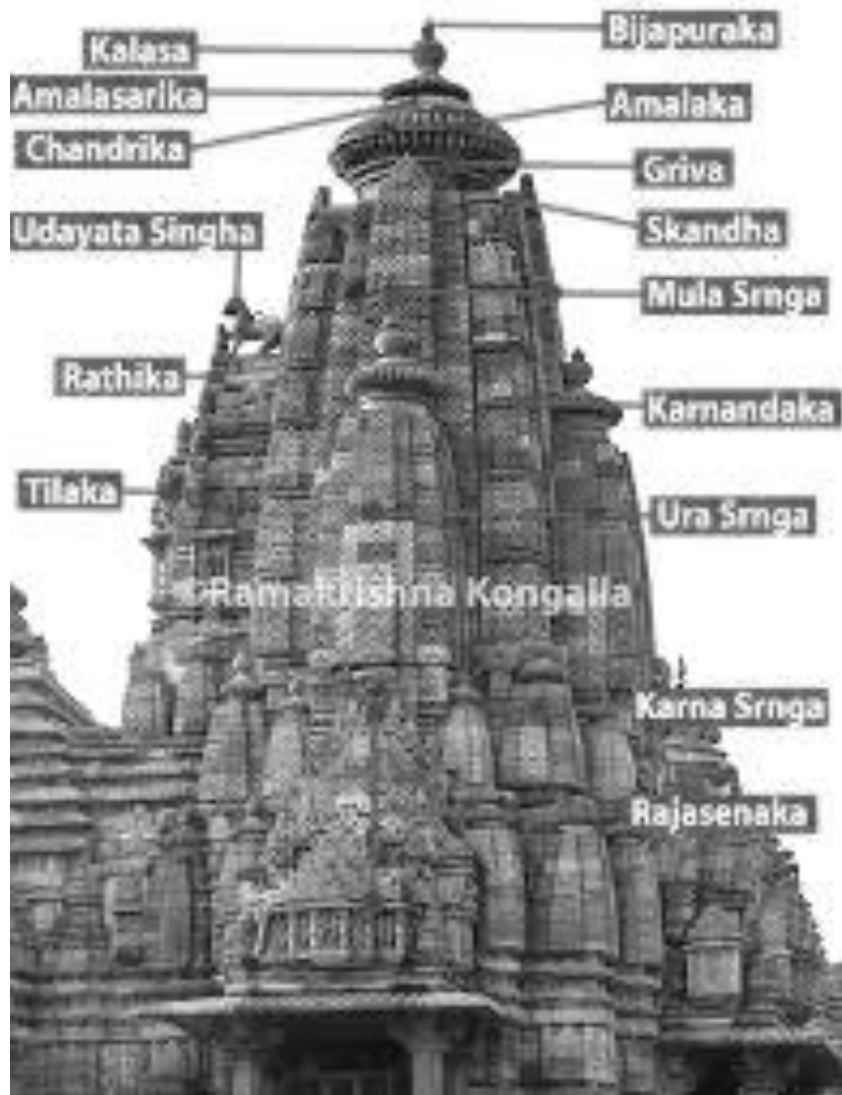 Bijapuraka
Kalasa
Amalasarika
Amalaka
Chandrika
Griva
Udayata Singha
Skandha
Mula Srnga
Rathika
Karnandaka
Tilaka
Ura Srnga
©Ramakrishna Kongalla
Karna Srnga
Rajasenaka